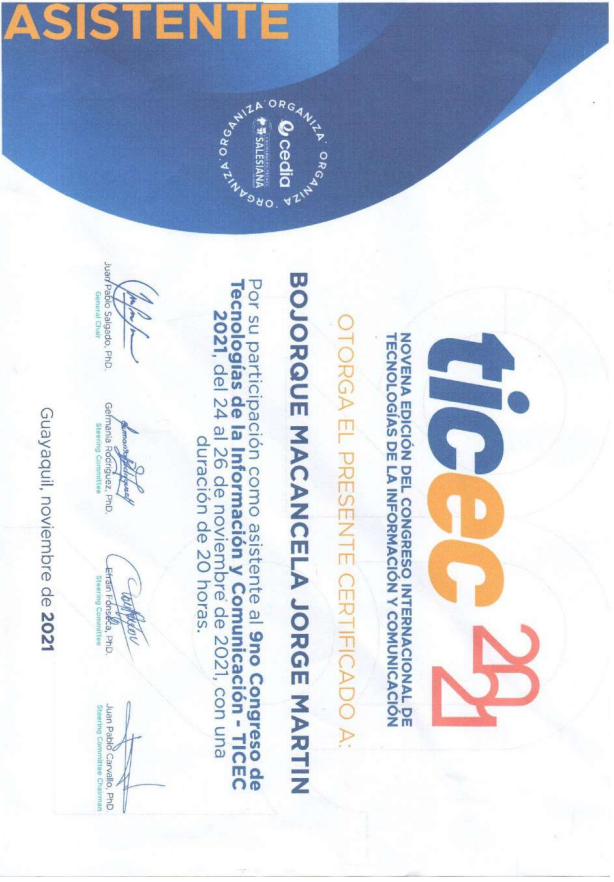 ASISTENTE
ORGANIZA · ORGANIZA · ORGANIZA · ORGANIZA ·
cedia
SALESIANA
ticec 2021
NOVENA EDICIÓN DEL CONGRESO INTERNACIONAL DE
TECNOLOGÍAS DE LA INFORMACIÓN Y COMUNICACIÓN
OTORGA EL PRESENTE CERTIFICADO A:
BOJORQUE MACANCELA JORGE MARTIN
Por su participación como asistente al 9no Congreso de
Tecnologías de la Información y Comunicación - TICEC
2021, del 24 al 26 de noviembre de 2021, con una
duración de 20 horas.
Juan Pablo Salgado, PhD.
General Chair
Germania Rodriguez, PhD.
Steering Committee
Efraín Fonseca, PhD.
Steering Committee
Juan Pablo Carvallo, PhD.
Steering Committee Chairman
Guayaquil, noviembre de 2021